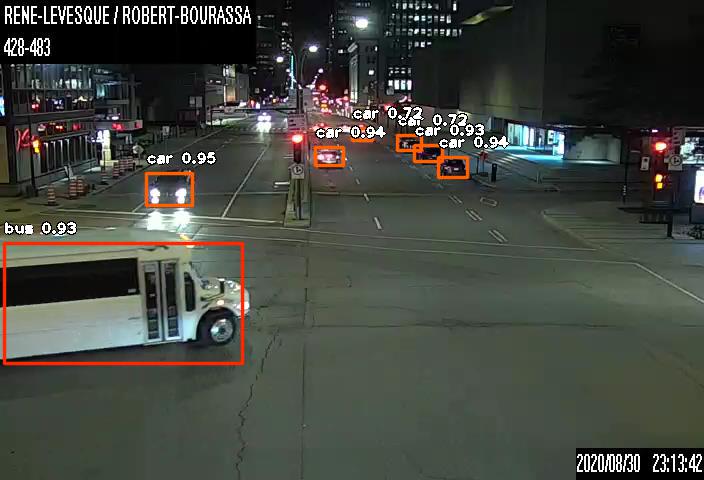 RENE-LEVESQUE / ROBERT-BOURASSA
428-483
car 0.72
car 0.72
car 0.94
car 0.93
car 0.94
car 0.95
bus 0.93
2020/08/30 23:13:42